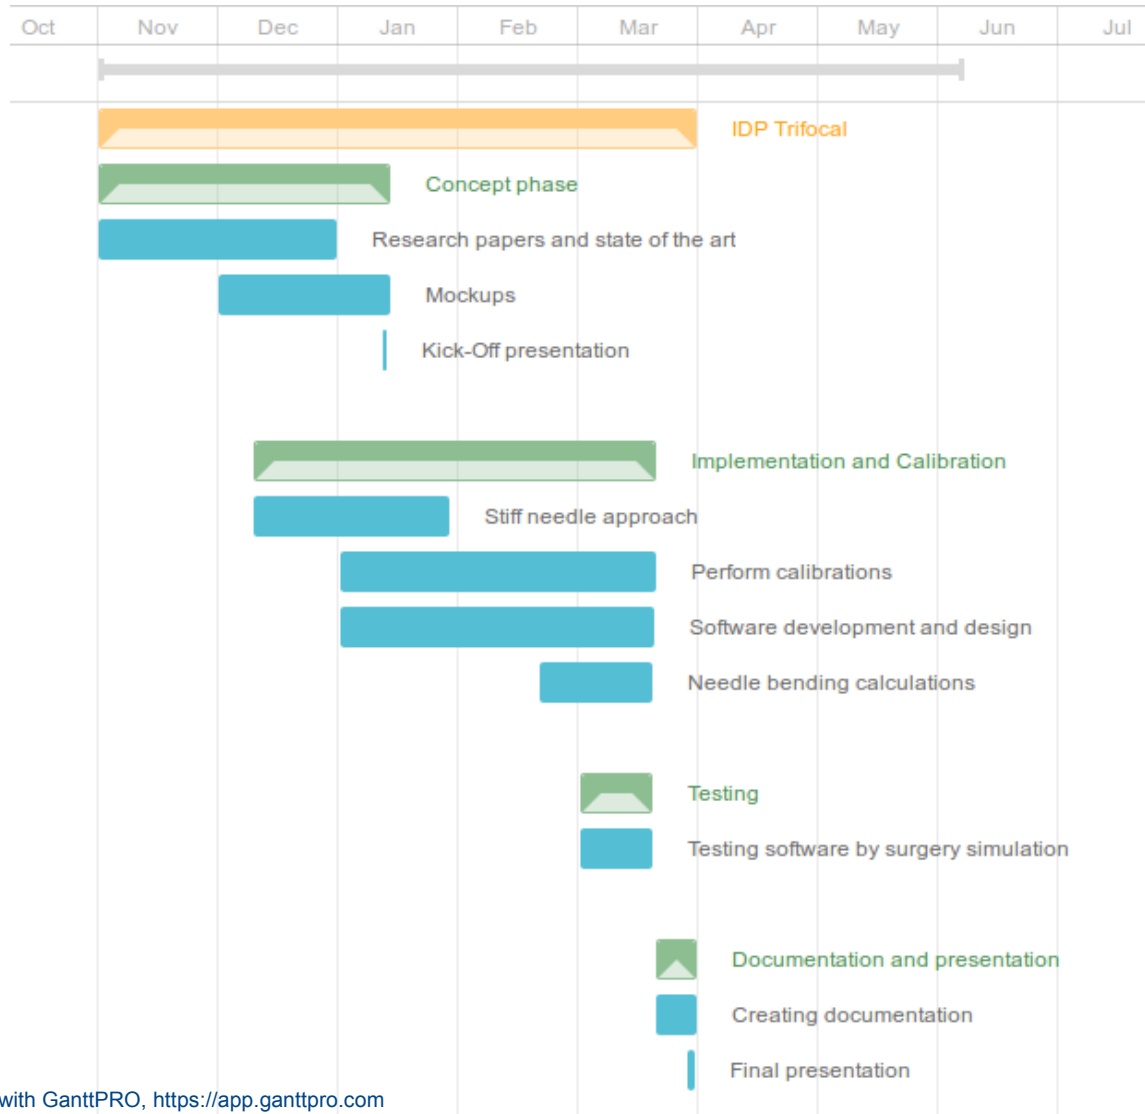 Oct Nov Dec Jan Feb Mar Apr May Jun Jul
IDP Trifocal
Concept phase
Research papers and state of the art
Mockups
Kick-Off presentation
Implementation and Calibration
Stiff needle approach
Perform calibrations
Software development and design
Needle bending calculations
Testing
Testing software by surgery simulation
Documentation and presentation
Creating documentation
Final presentation
with GanttPRO, https://app.ganttpro.com